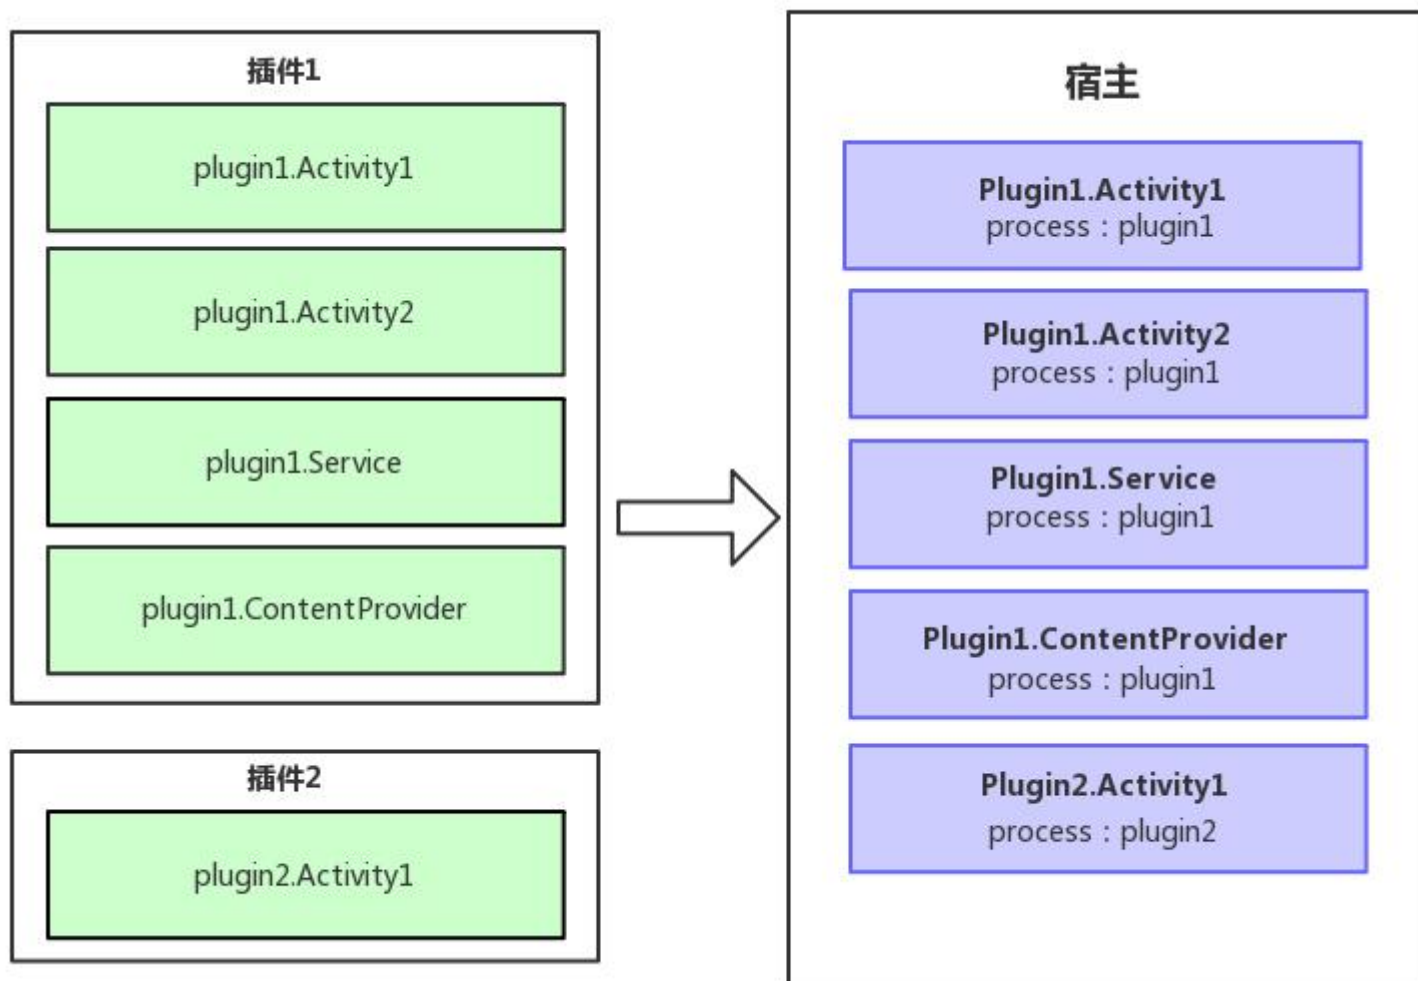 插件1
plugin1.Activity1
plugin1.Activity2
plugin1.Service
plugin1.ContentProvider
插件2
plugin2.Activity1
宿主
Plugin1.Activity1
process：plugin1
Plugin1.Activity2
process：plugin1
Plugin1.Service
process：plugin1
Plugin1.ContentProvider
process：plugin1
Plugin2.Activity1
process：plugin2